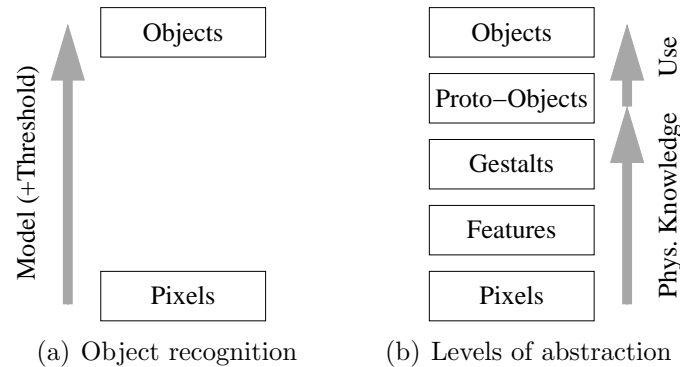 Objects
Pixels
Model (+Threshold)
(a) Object recognition
Objects
Proto−Objects
Gestalts
Features
Pixels
Use
Phys. Knowledge
(b) Levels of abstraction